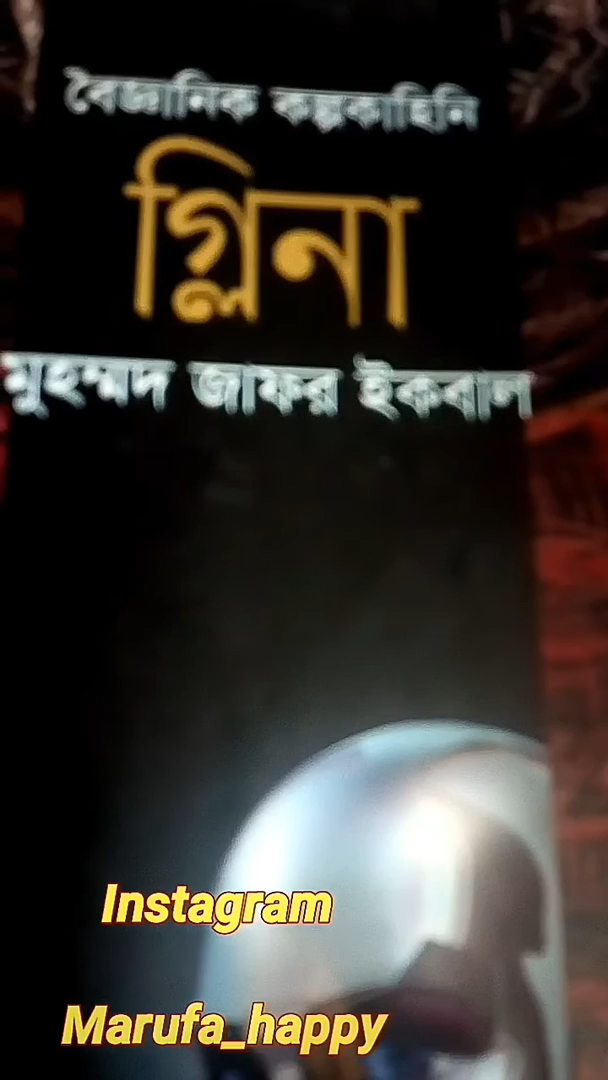 বৈজ্ঞানিক কল্পকাহিনি
গ্লিনা
মুহম্মদ জাফর ইকবাল
Instagram
Marufa_happy